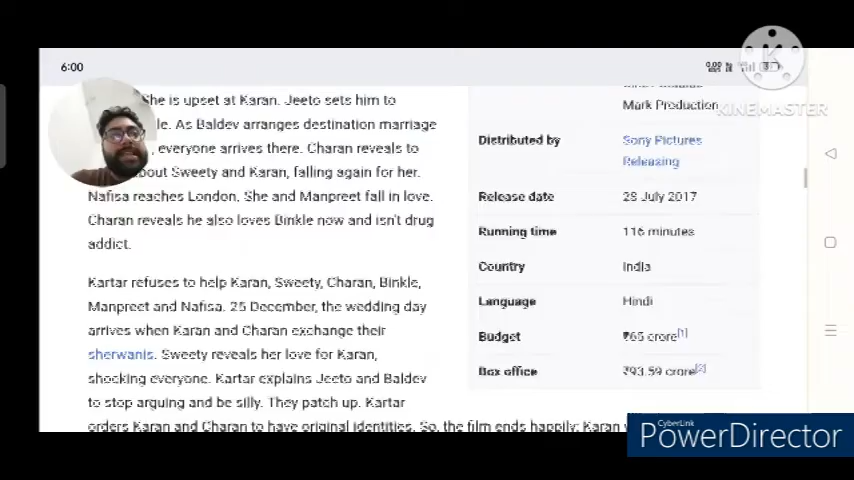 6:00
KINEMASTER
She is upset at Karan. Jeeto sets him to
le. As Baldev arranges destination marriage
, everyone arrives there. Charan reveals to
about Sweety and Karan, falling again for her.
Nafisa reaches London. She and Manpreet fall in love.
Charan reveals he also loves Binkle now and isn't drug
addict.
Kartar refuses to help Karan, Sweety, Charan, Binkle,
Manpreet and Nafisa. 25 December, the wedding day
arrives when Karan and Charan exchange their
sherwanis. Sweety reveals her love for Karan,
shocking everyone. Kartar explains Jeeto and Baldev
to stop arguing and be silly. They patch up. Kartar
orders Karan and Charan to have original identities. So, the film ends happily: Karan
Mark Production
Distributed by Sony Pictures
Releasing
Release date 28 July 2017
Running time 116 minutes
Country India
Language Hindi
Budget ₹65 crore[1]
Box office ₹93.59 crore[2]
CyberLink
PowerDirector